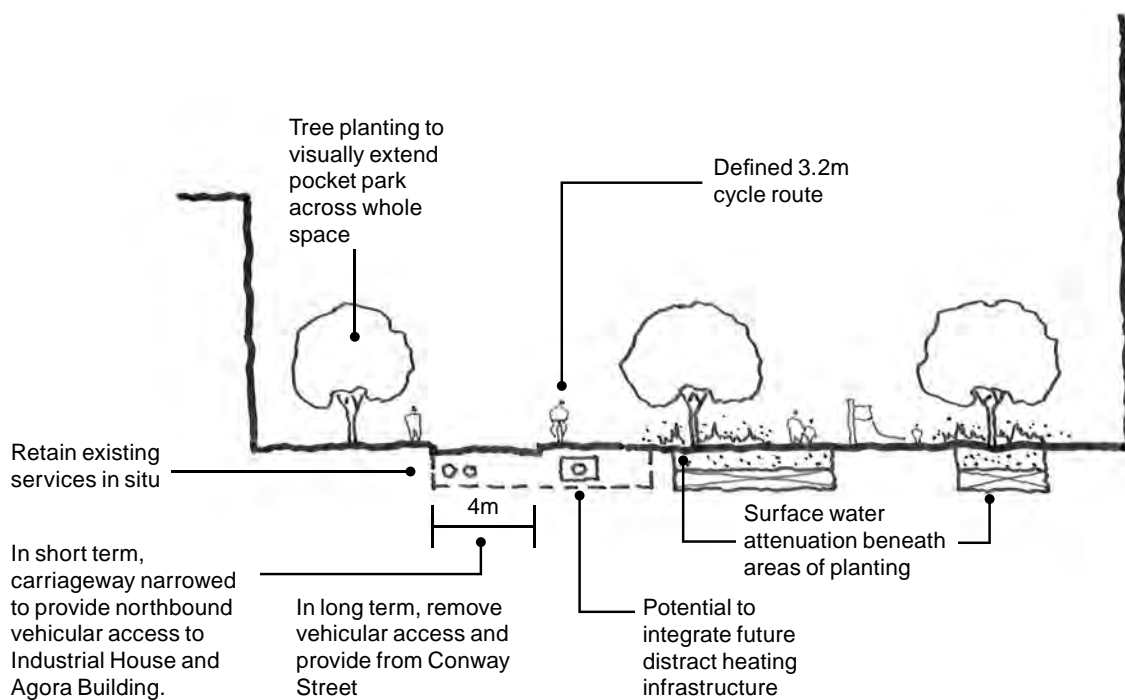 Tree planting to
visually extend
pocket park
across whole
space
Defined 3.2m
cycle route
Retain existing
services in situ
4m
Surface water
attenuation beneath
areas of planting
In short term,
carriageway narrowed
to provide northbound
vehicular access to
Industrial House and
Agora Building.
In long term, remove
vehicular access and
provide from Conway
Street
Potential to
integrate future
distract heating
infrastructure